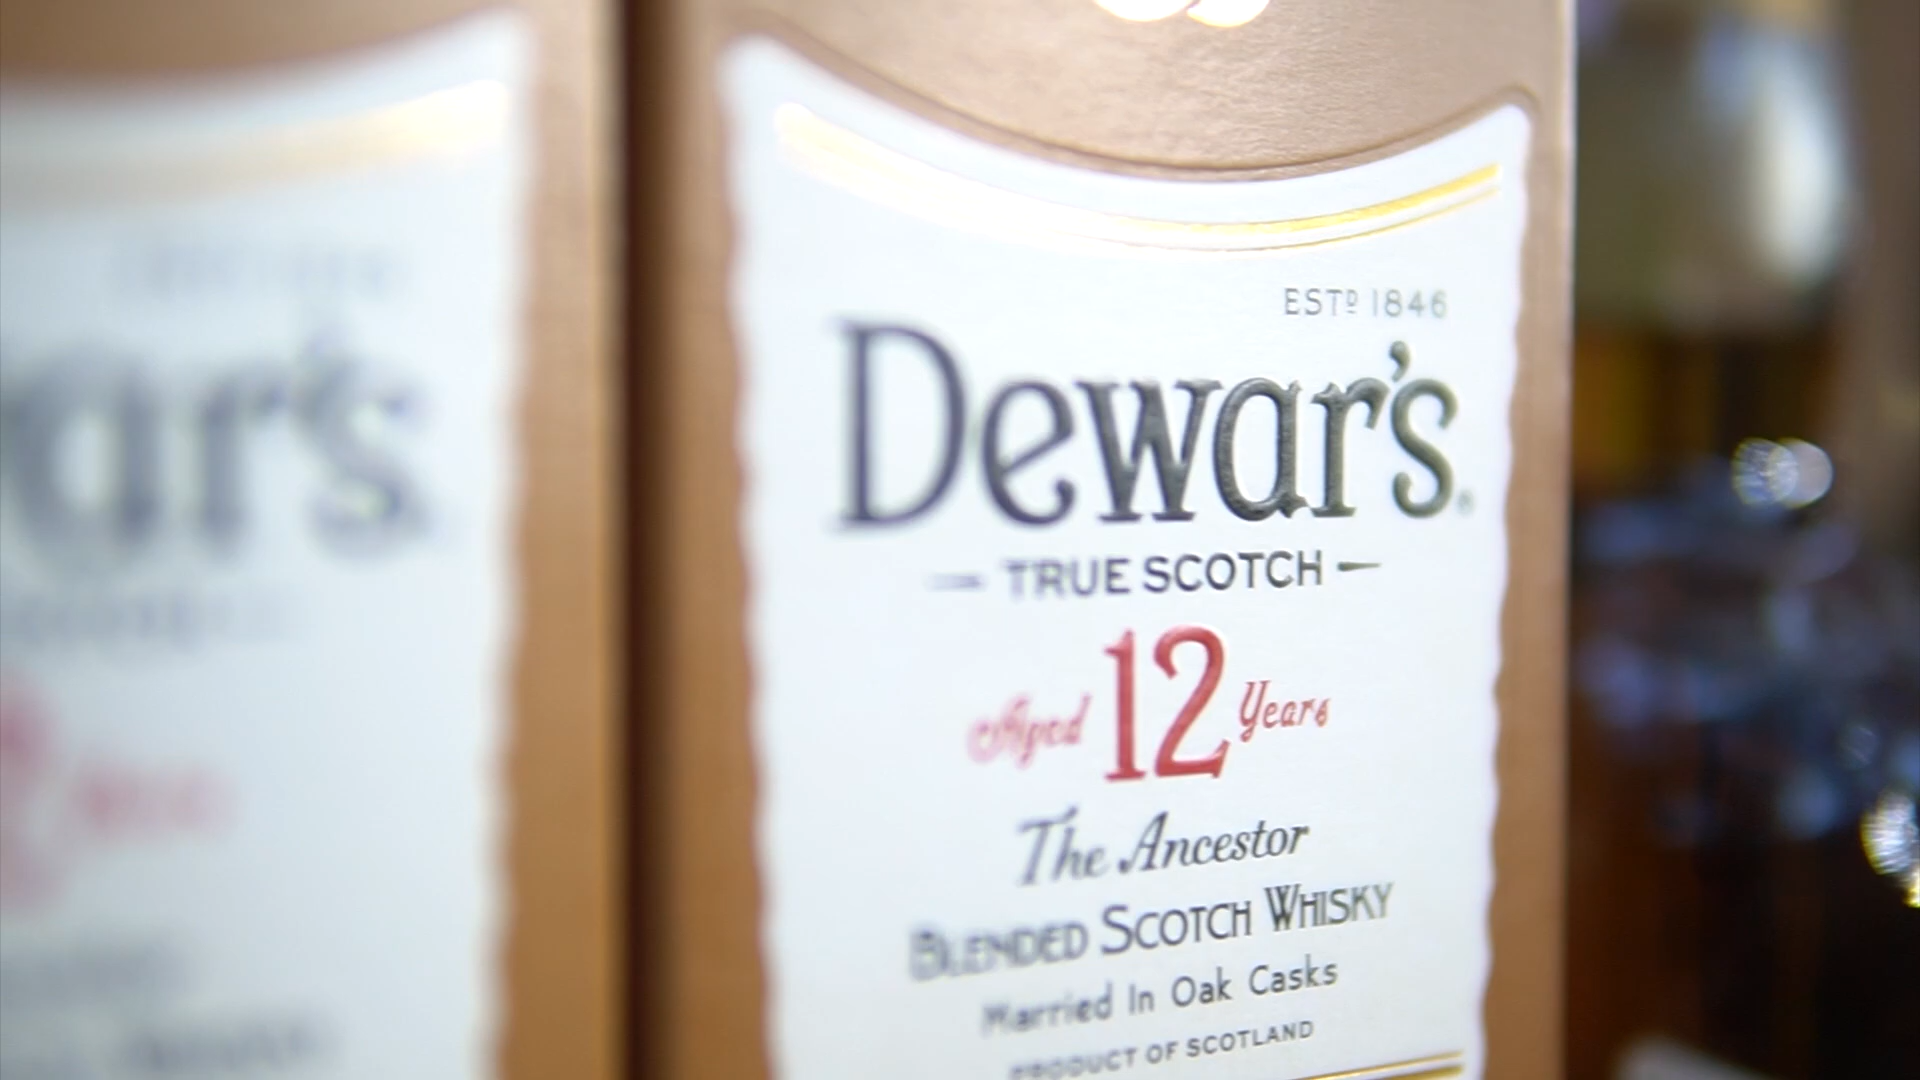 ESTD 1846
Dewar's.
TRUE SCOTCH
Aged 12 Years
The Ancestor
BLENDED SCOTCH WHISKY
Married In Oak Casks
PRODUCT OF SCOTLAND
ar's